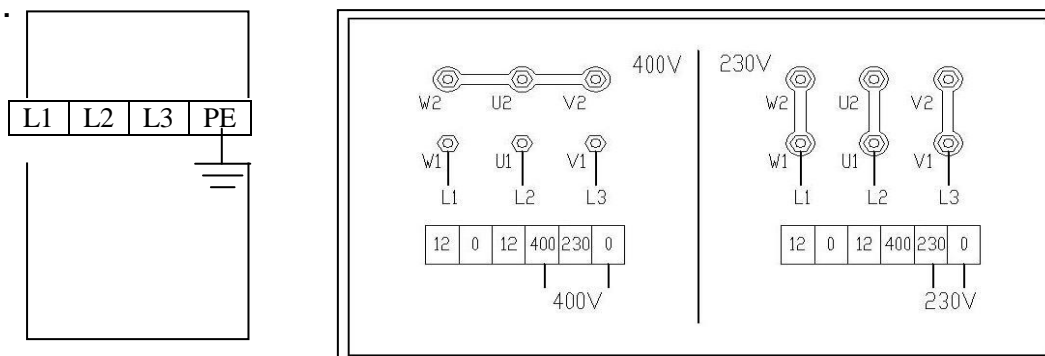 .
L1 L2 L3 PE
400V
W2 U2 V2
W1 U1 V1
L1 L2 L3
12 0 12 400 230 0
400V
230V
W2 U2 V2
W1 U1 V1
L1 L2 L3
12 0 12 400 230 0
230V